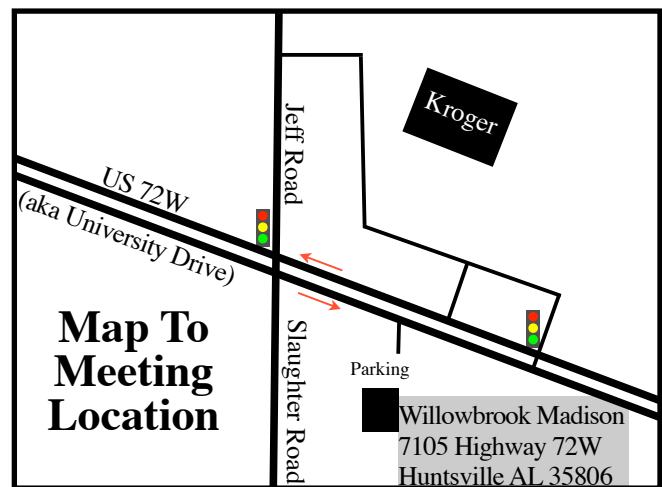 Kroger
Jeff Road
US 72W
(aka University Drive)
Map To
Meeting
Location
Slaughter Road
Parking
Willowbrook Madison
7105 Highway 72W
Huntsville AL 35806